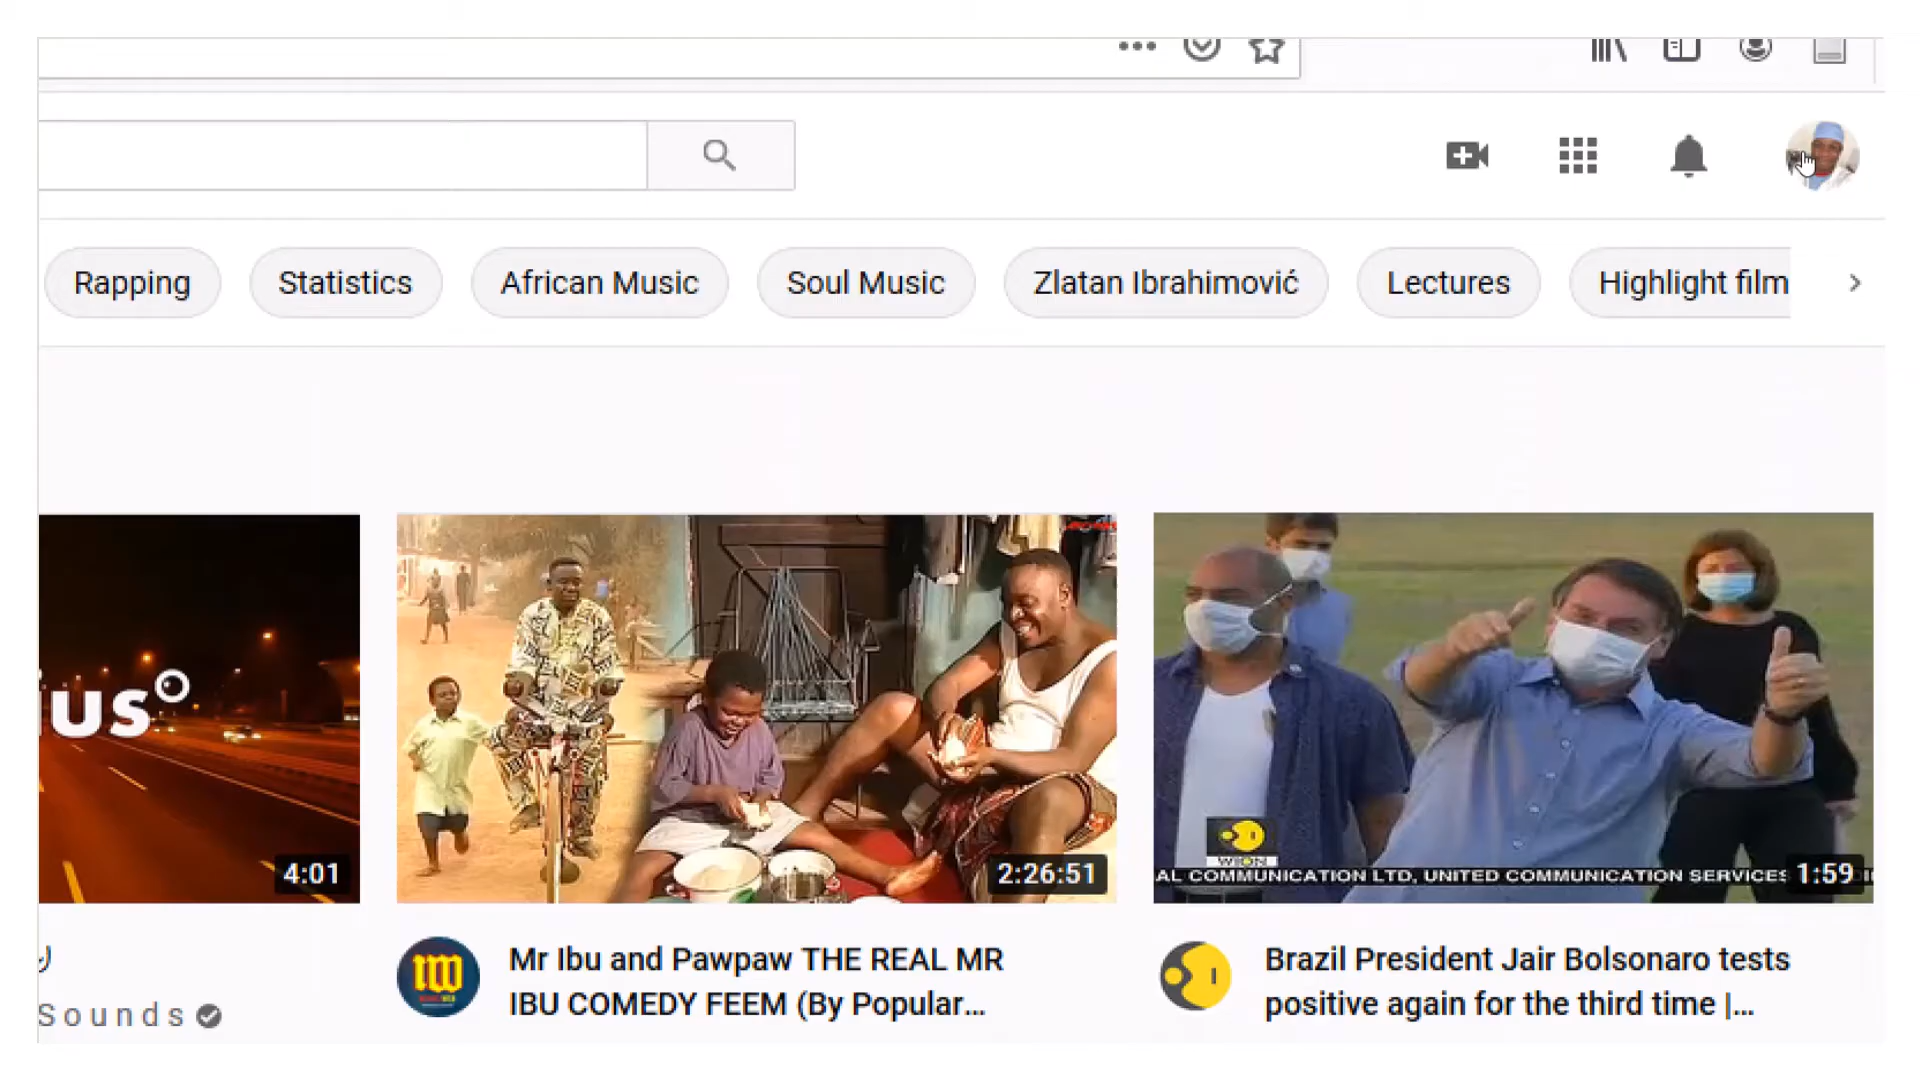 Rapping Statistics African Music Soul Music Zlatan Ibrahimović Lectures Highlight film
us
4:01
2:26:51
WION
AL COMMUNICATION LTD, UNITED COMMUNICATION SERVICES
1:59
Mr Ibu and Pawpaw THE REAL MR
IBU COMEDY FEEM (By Popular...
Brazil President Jair Bolsonaro tests
positive again for the third time |...
Sounds